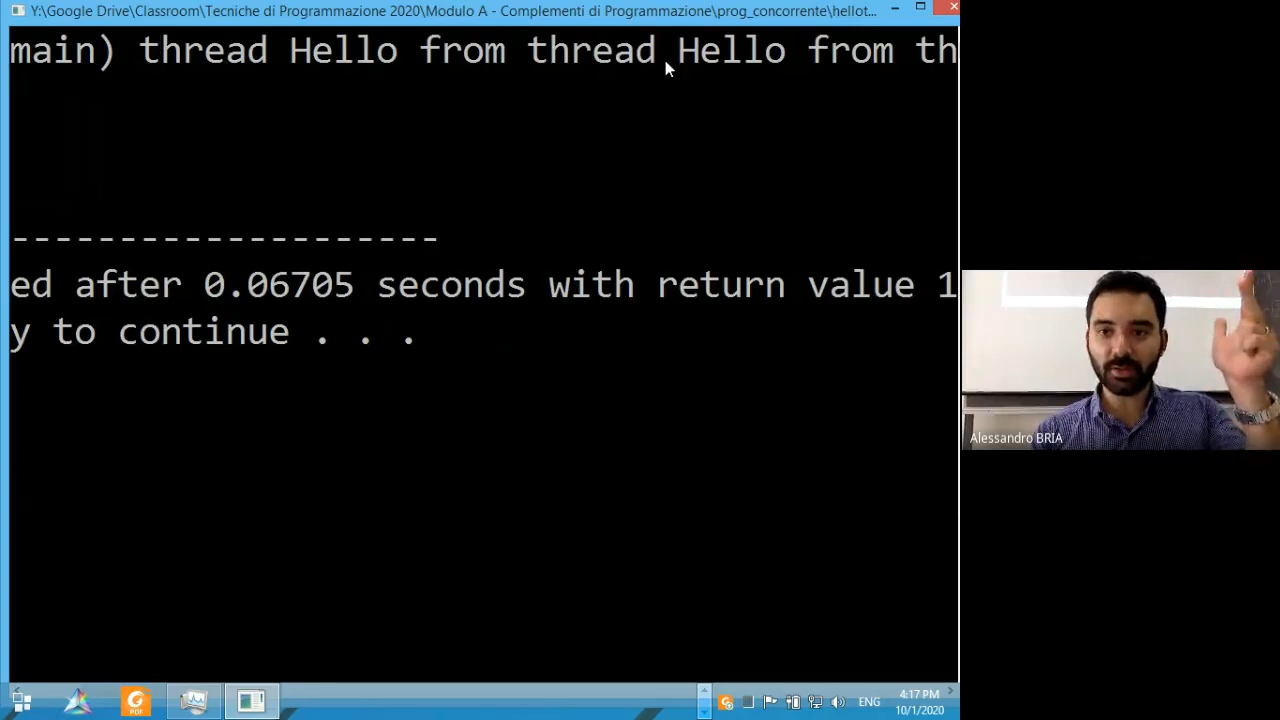 Y:\Google Drive\Classroom\Tecniche di Programmazione 2020\Modulo A - Complementi di Programmazione\prog_concorrente\hellot...
main) thread Hello from thread Hello from th
--------------------
ed after 0.06705 seconds with return value 1
y to continue . . .
Alessandro BRIA
PDF
ENG
4:17 PM
10/1/2020